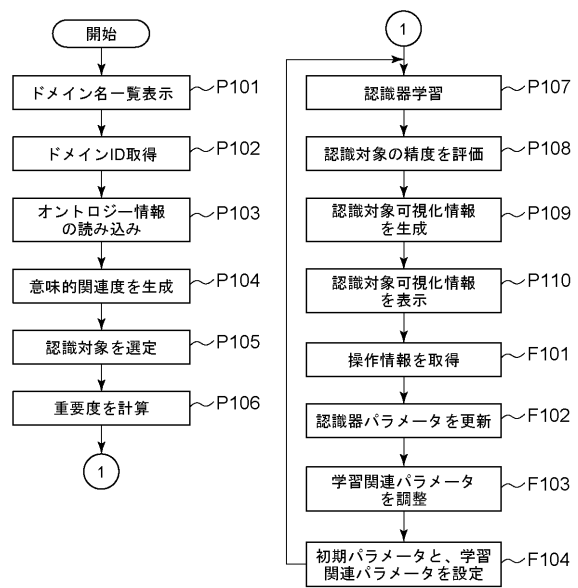 開始
ドメイン名一覧表示
P101
ドメインID取得
P102
オントロジー情報
の読み込み
P103
意味的関連度を生成
P104
認識対象を選定
P105
重要度を計算
P106
1
1
認識器学習
P107
認識対象の精度を評価
P108
認識対象可視化情報
を生成
P109
認識対象可視化情報
を表示
P110
操作情報を取得
F101
認識器パラメータを更新
F102
学習関連パラメータ
を調整
F103
初期パラメータと、学習
関連パラメータを設定
F104